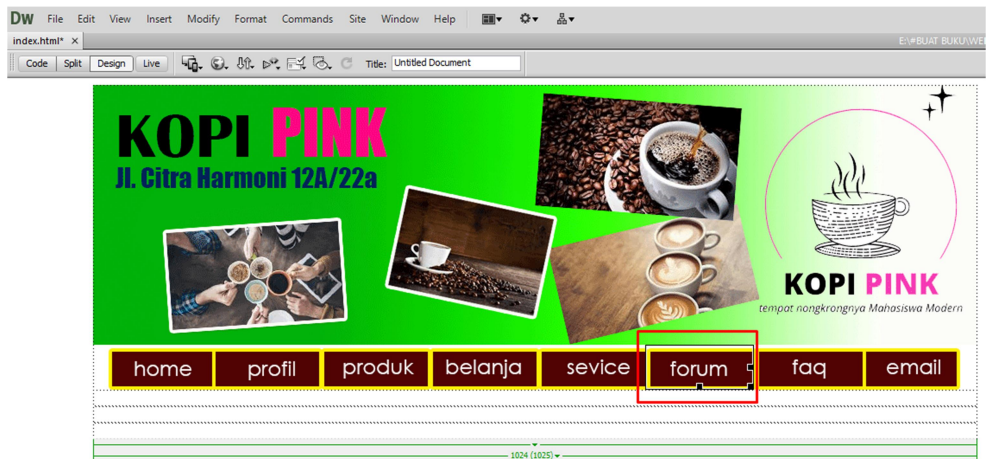 DW File Edit View Insert Modify Format Commands Site Window Help
index.html* × E:\#BUAT BUKU\WEI
Code Split Design Live Title: Untitled Document
KOPI PINK
Jl. Citra Harmoni 12A/22a
KOPI PINK
tempat nongkrongnya Mahasiswa Modern
home profil produk belanja sevice forum faq email
1024 (1025)